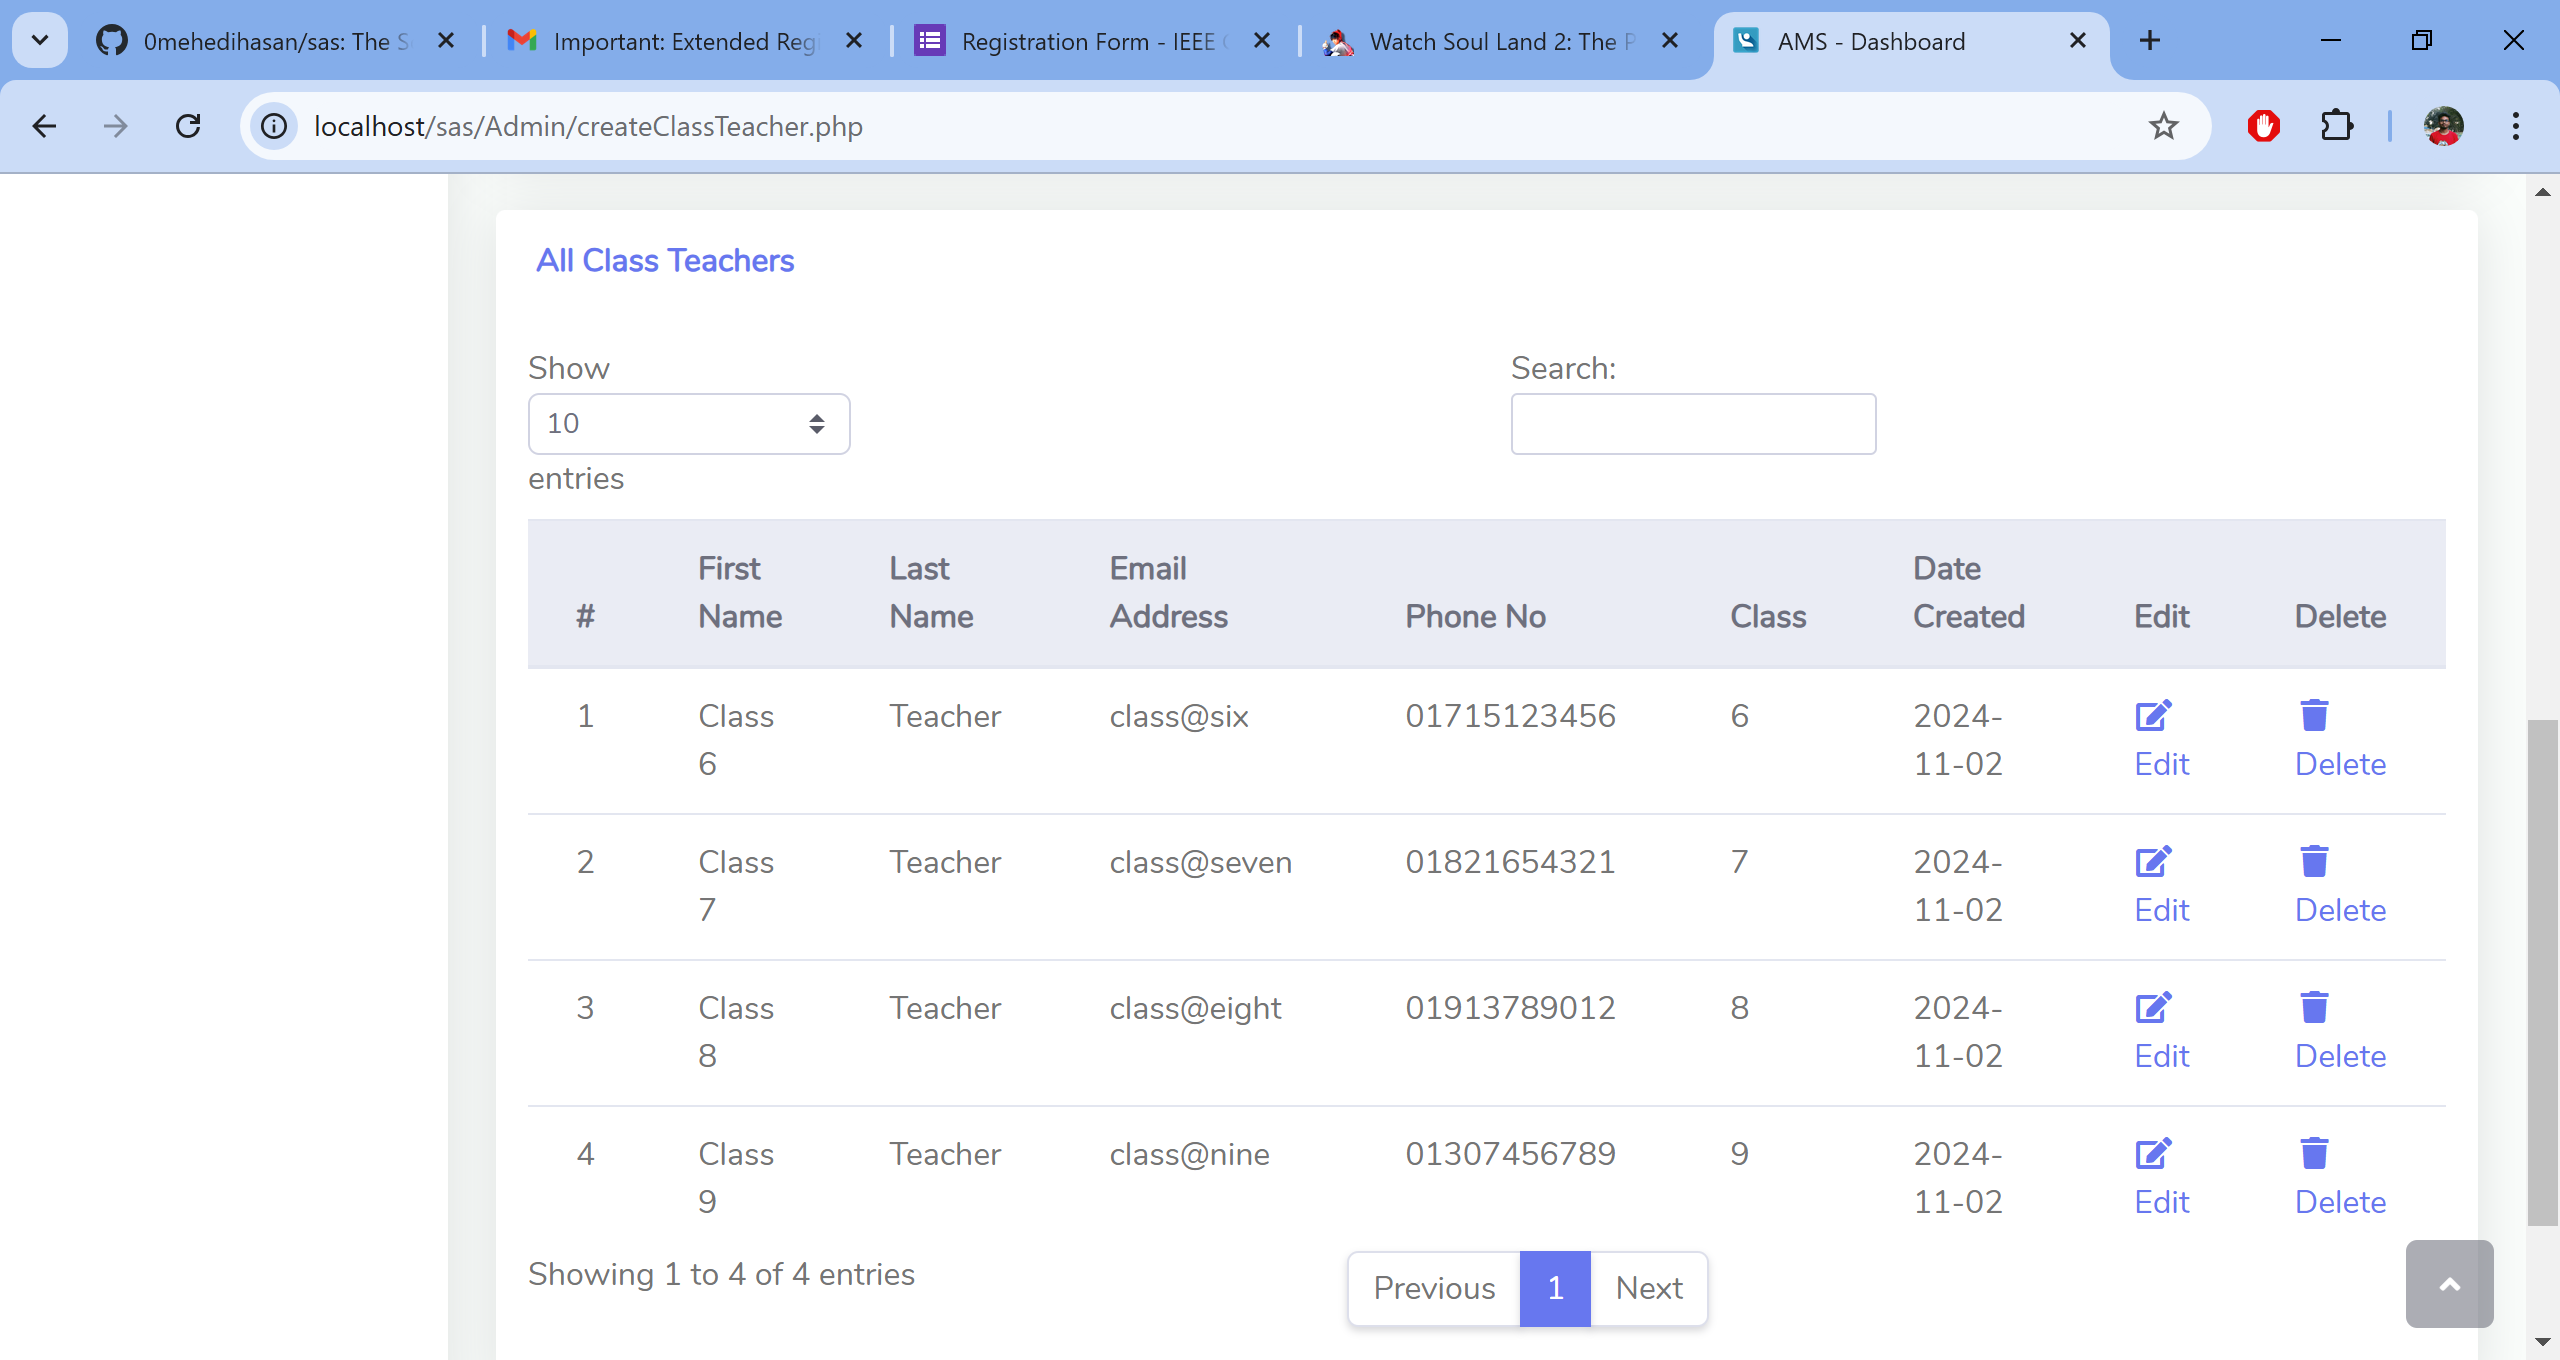 0mehedihasan/sas: The S
Important: Extended Regi
Registration Form - IEEE
Watch Soul Land 2: The P
AMS - Dashboard
localhost/sas/Admin/createClassTeacher.php
All Class Teachers
Show
Search:
10
entries
# First Name Last Name Email Address Phone No Class Date Created Edit Delete
1 Class 6 Teacher class@six 01715123456 6 2024-11-02 Edit Delete
2 Class 7 Teacher class@seven 01821654321 7 2024-11-02 Edit Delete
3 Class 8 Teacher class@eight 01913789012 8 2024-11-02 Edit Delete
4 Class 9 Teacher class@nine 01307456789 9 2024-11-02 Edit Delete
Showing 1 to 4 of 4 entries
Previous 1 Next